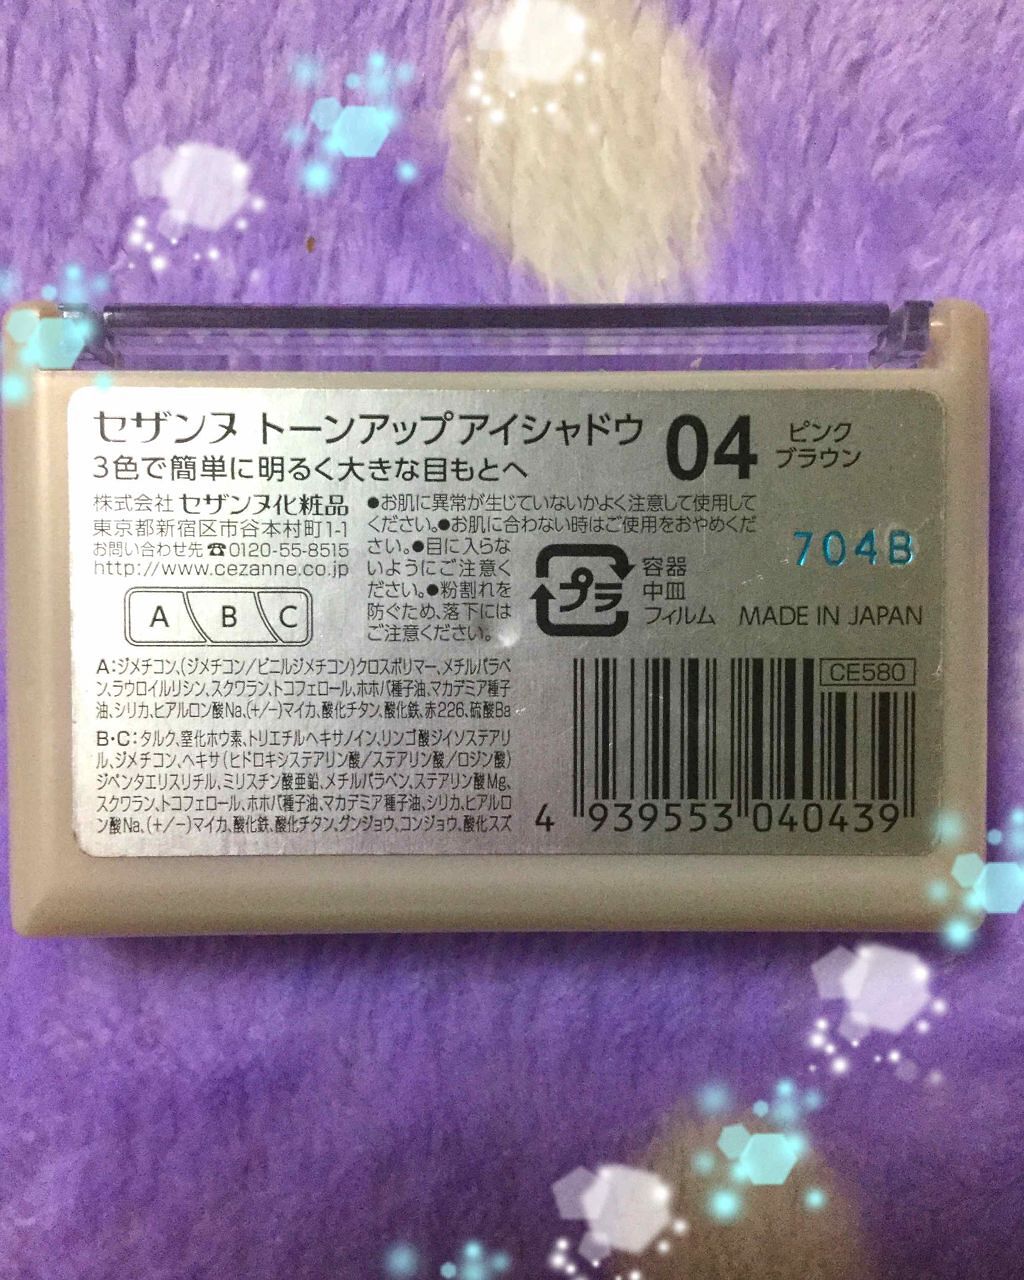 セザンヌ トーンアップアイシャドウ
04 ピンク
ブラウン
3色で簡単に明るく大きな目もとへ
株式会社 セザンヌ化粧品
東京都新宿区市谷本村町1-1
お問い合わせ先 ☎0120-55-8515
http://www.cezanne.co.jp
●お肌に異常が生じていないかよく注意して使用して
ください。●お肌に合わない時はご使用をおやめくだ
さい。●目に入らな
いようにご注意く
ださい。●粉割れを
防ぐため、落下には
ご注意ください。
プラ
容器
中皿
フィルム
704B
MADE IN JAPAN
A B C
A:ジメチコン、(ジメチコン/ビニルジメチコン)クロスポリマー、メチルパラベ
ン、ラウロイルリシン、スクワラン、トコフェロール、ホホバ種子油、マカデミア種子
油、シリカ、ヒアルロン酸Na、(+/-)マイカ、酸化チタン、酸化鉄、赤226、硫酸Ba
B・C:タルク、窒化ホウ素、トリエチルヘキサノイン、リンゴ酸ジイソステアリ
ル、ジメチコン、ヘキサ(ヒドロキシステアリン酸/ステアリン酸/ロジン酸)
ジペンタエリスリチル、ミリスチン酸亜鉛、メチルパラベン、ステアリン酸Mg、
スクワラン、トコフェロール、ホホバ種子油、マカデミア種子油、シリカ、ヒアルロ
ン酸Na、(+/-)マイカ、酸化鉄、酸化チタン、グンジョウ、コンジョウ、酸化スズ
CE580
4 939553 040439